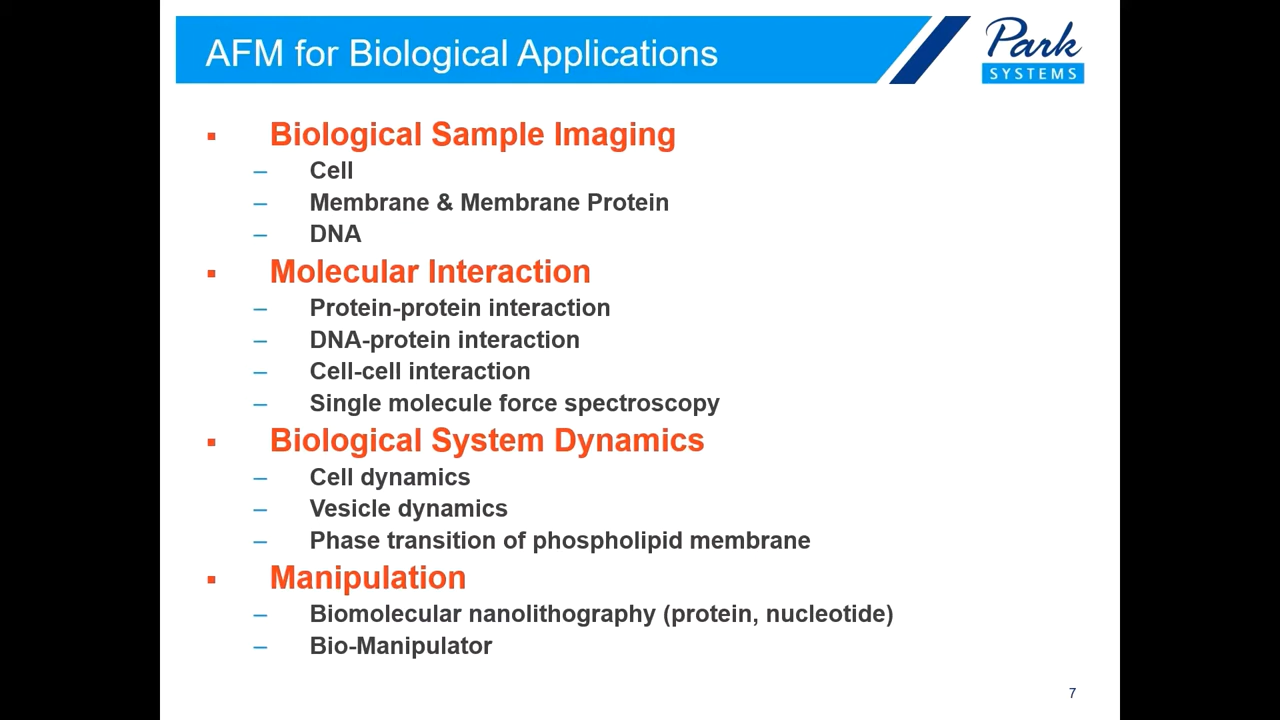 AFM for Biological Applications
Park
SYSTEMS
▪ Biological Sample Imaging
– Cell
– Membrane & Membrane Protein
– DNA
▪ Molecular Interaction
– Protein-protein interaction
– DNA-protein interaction
– Cell-cell interaction
– Single molecule force spectroscopy
▪ Biological System Dynamics
– Cell dynamics
– Vesicle dynamics
– Phase transition of phospholipid membrane
▪ Manipulation
– Biomolecular nanolithography (protein, nucleotide)
– Bio-Manipulator
7